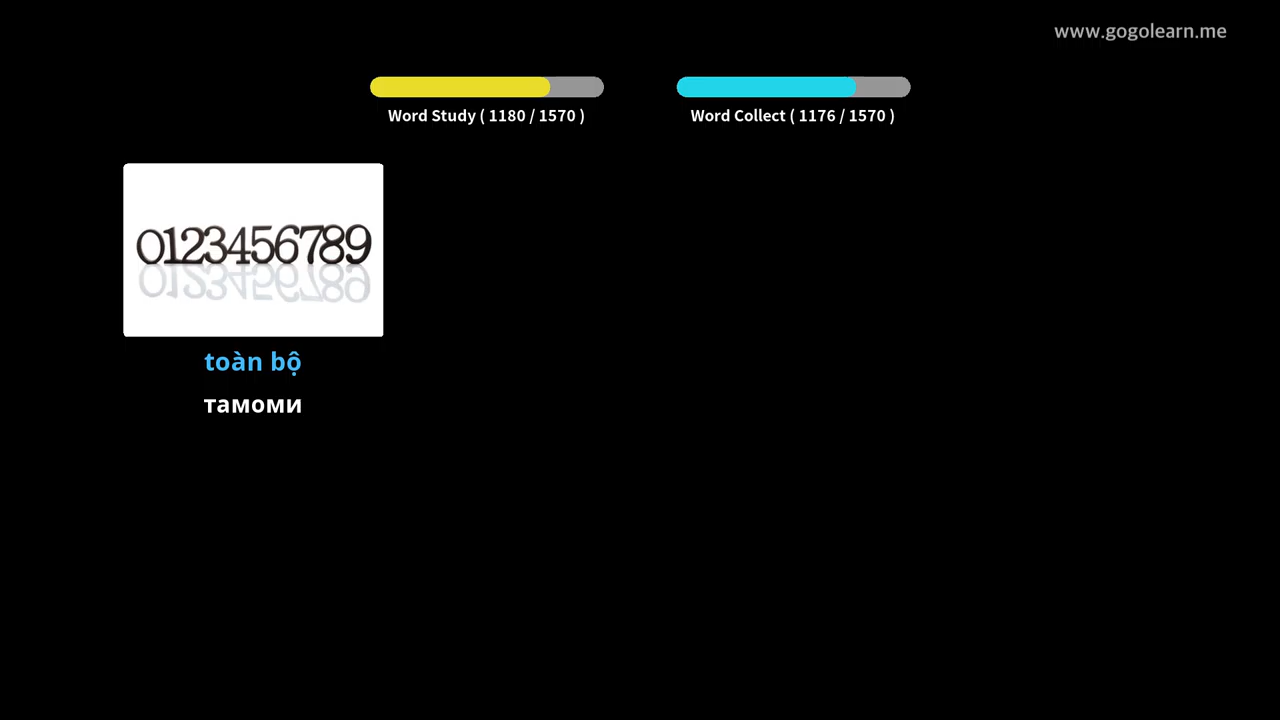 www.gogolearn.me
Word Study ( 1180 / 1570 )
Word Collect ( 1176 / 1570 )
0123456789
toàn bộ
тамоми